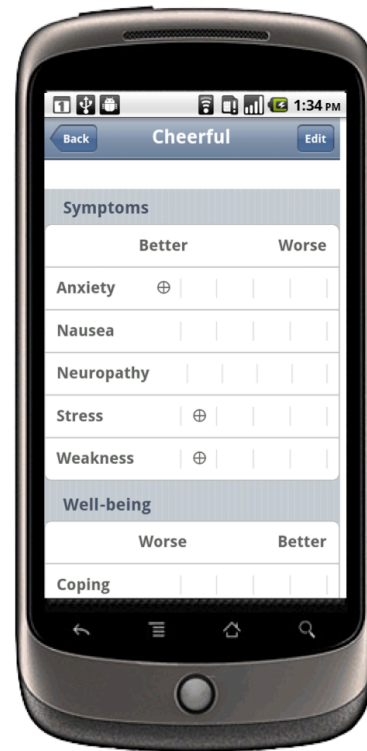 1:34 PM
Back Cheerful Edit
Symptoms
Better Worse
Anxiety
Nausea
Neuropathy
Stress
Weakness
Well-being
Worse Better
Coping